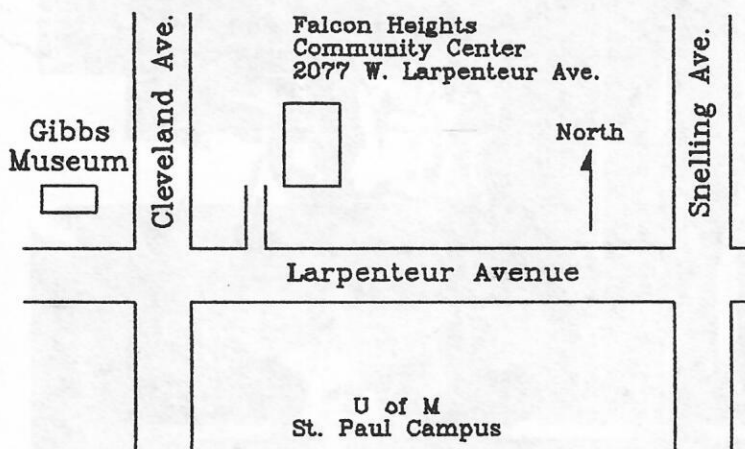 Falcon Heights
Community Center
2077 W. Larpenteur Ave.
Gibbs
Museum
Cleveland Ave.
North
Snelling Ave.
Larpenteur Avenue
U of M
St. Paul Campus